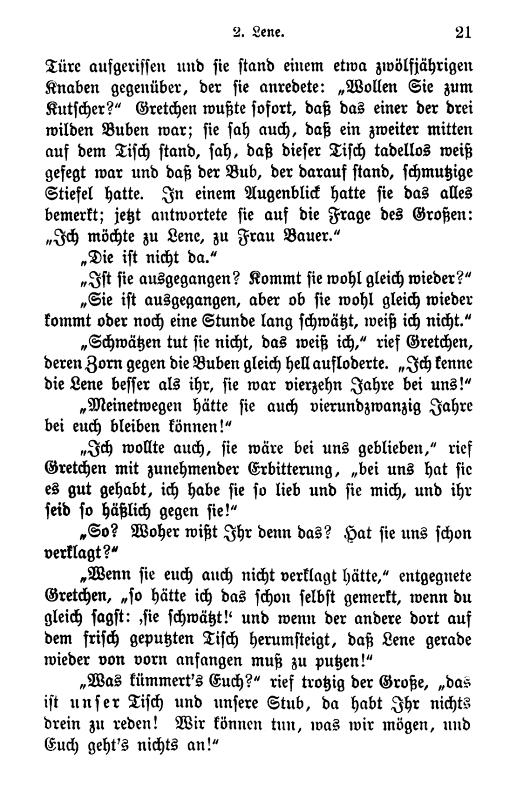 2. Lene. 21
Türe aufgerissen und sie stand einem etwa zwölfjährigen
Knaben gegenüber, der sie anredete: „Wollen Sie zum
Kutscher?“ Gretchen wußte sofort, daß das einer der drei
wilden Buben war; sie sah auch, daß ein zweiter mitten
auf dem Tisch stand, sah, daß dieser Tisch tadellos weiß
gefegt war und daß der Bub, der darauf stand, schmutzige
Stiefel hatte. In einem Augenblick hatte sie das alles
bemerkt; jetzt antwortete sie auf die Frage des Großen:
„Ich möchte zu Lene, zu Frau Bauer.“
„Die ist nicht da.“
„Ist sie ausgegangen? Kommt sie wohl gleich wieder?“
„Sie ist ausgegangen, aber ob sie wohl gleich wieder
kommt oder noch eine Stunde lang schwätzt, weiß ich nicht.“
„Schwätzen tut sie nicht, das weiß ich,“ rief Gretchen,
deren Zorn gegen die Buben gleich hell aufloderte. „Ich kenne
die Lene besser als ihr, sie war vierzehn Jahre bei uns!“
„Meinetwegen hätte sie auch vierundzwanzig Jahre
bei euch bleiben können!“
„Ich wollte auch, sie wäre bei uns geblieben,“ rief
Gretchen mit zunehmender Erbitterung, „bei uns hat sie
es gut gehabt, ich habe sie so lieb und sie mich, und ihr
seid so häßlich gegen sie!“
„So? Woher wißt Ihr denn das? Hat sie uns schon
verklagt?“
„Wenn sie euch auch nicht verklagt hätte,“ entgegnete
Gretchen, „so hätte ich das schon selbst gemerkt, wenn du
gleich sagst: ‚sie schwätzt!‘ und wenn der andere dort auf
dem frisch geputzten Tisch herumsteigt, daß Lene gerade
wieder von vorn anfangen muß zu putzen!“
„Was kümmert's Euch?“ rief trotzig der Große, „das
ist unser Tisch und unsere Stub, da habt Ihr nichts
drein zu reden! Wir können tun, was wir mögen, und
Euch geht's nichts an!“